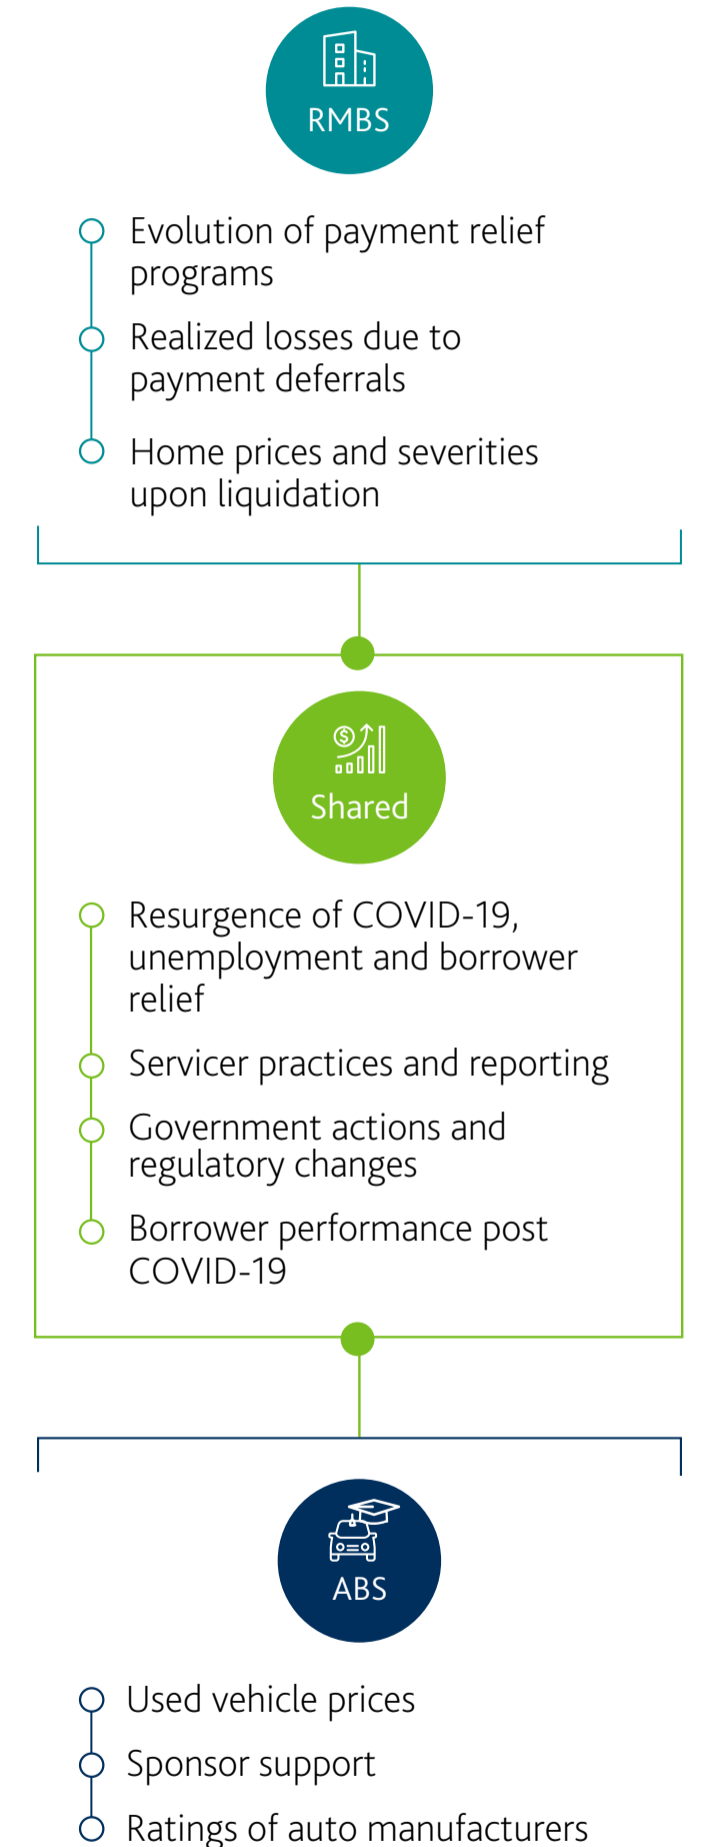 RMBS
Evolution of payment relief
programs
Realized losses due to
payment deferrals
Home prices and severities
upon liquidation
Shared
Resurgence of COVID-19,
unemployment and borrower
relief
Servicer practices and reporting
Government actions and
regulatory changes
Borrower performance post
COVID-19
ABS
Used vehicle prices
Sponsor support
Ratings of auto manufacturers